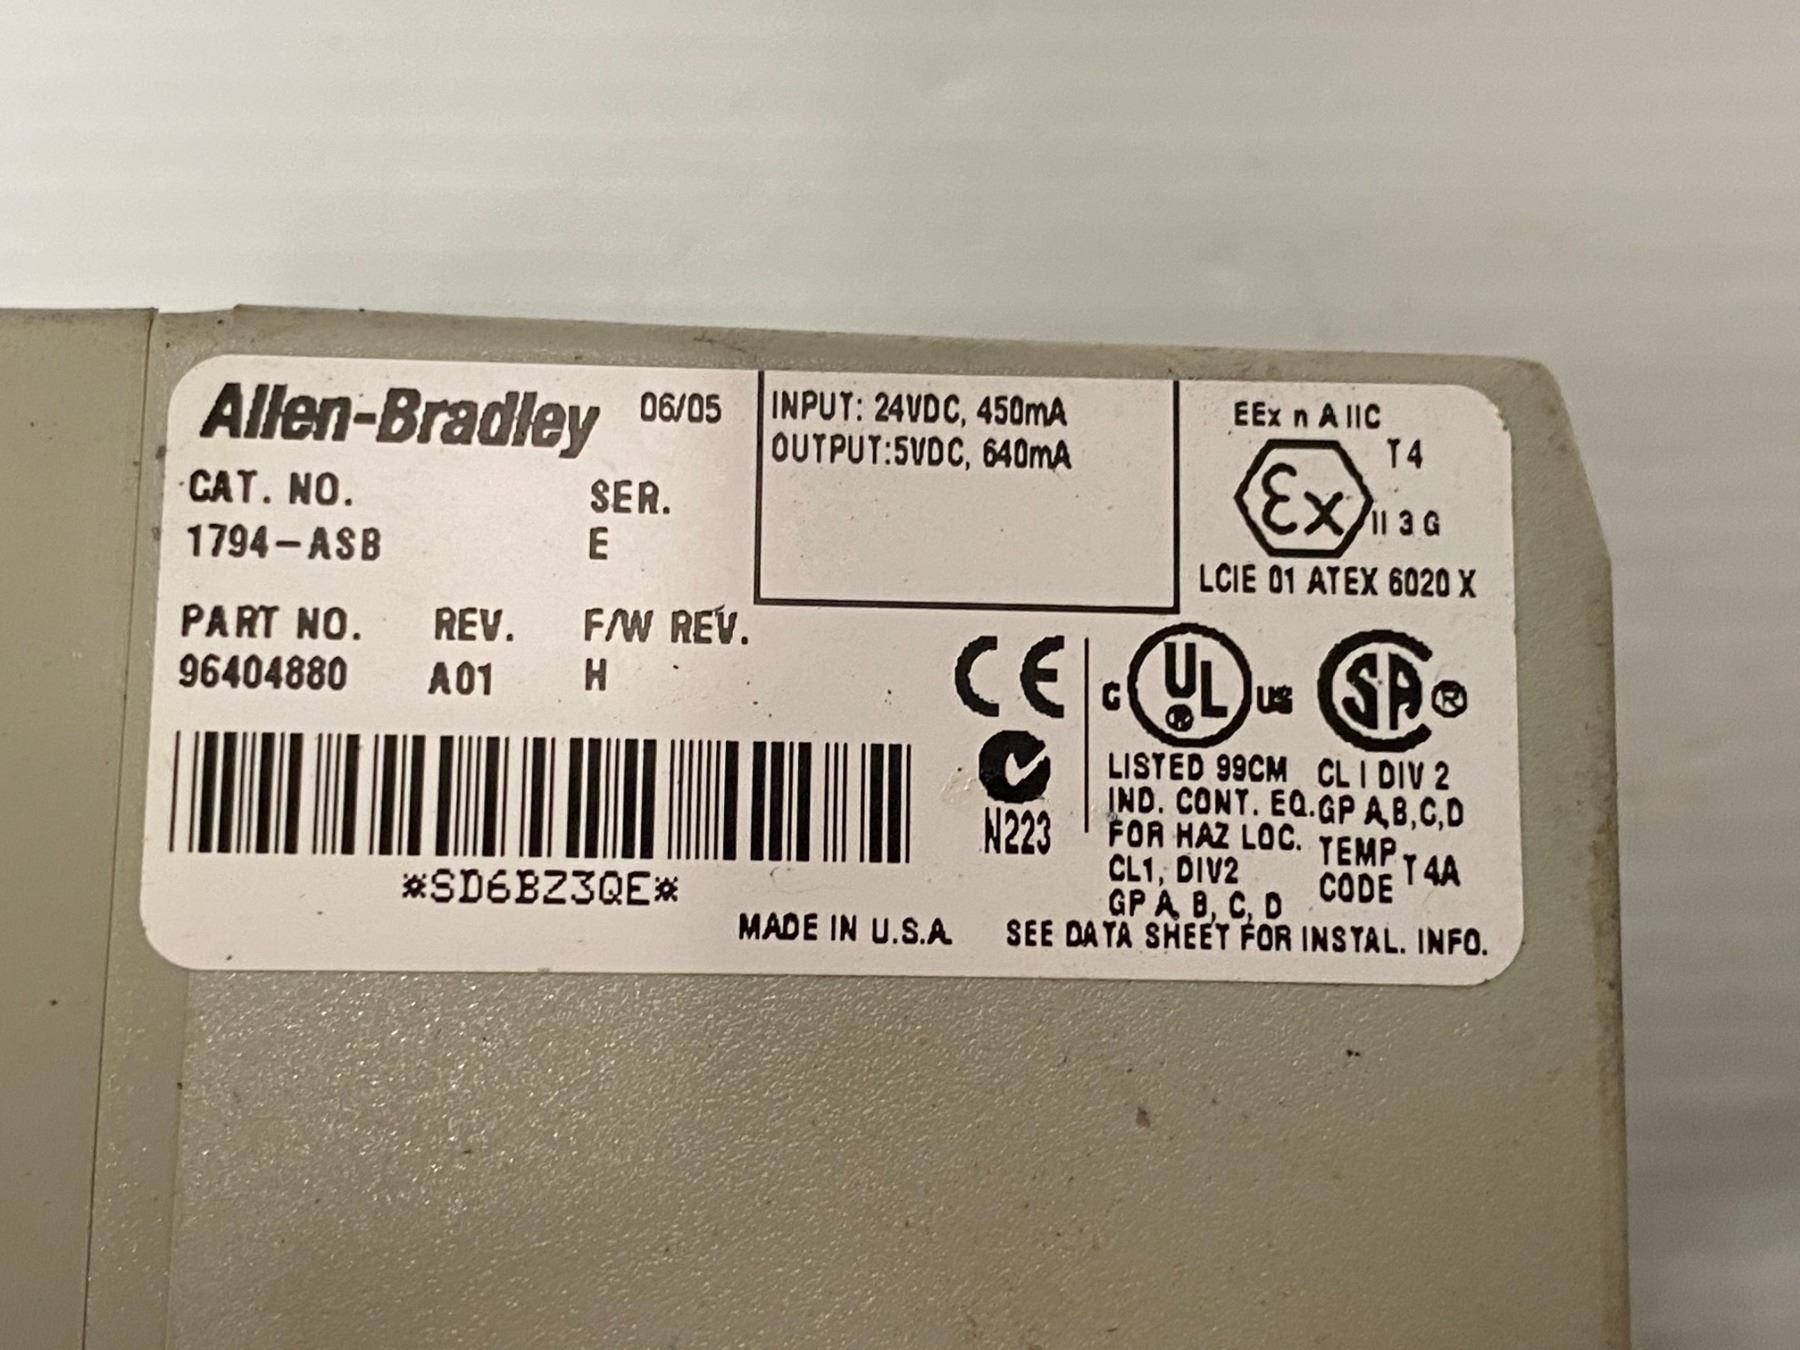 Allen-Bradley 06/05
CAT. NO. SER.
1794-ASB E
PART NO. REV. F/W REV.
96404880 A01 H
*SD6BZ3QE*
INPUT: 24VDC, 450mA
OUTPUT:5VDC, 640mA
EEx n A IIC
T4
Ex II 3 G
LCIE 01 ATEX 6020 X
CE
N223
C UL ® US
LISTED 99CM
IND. CONT. EQ.
FOR HAZ LOC.
CL1, DIV2
GP A, B, C, D
SA ®
CL I DIV 2
GP A,B,C,D
TEMP
CODE T4A
MADE IN U.S.A. SEE DATA SHEET FOR INSTAL. INFO.